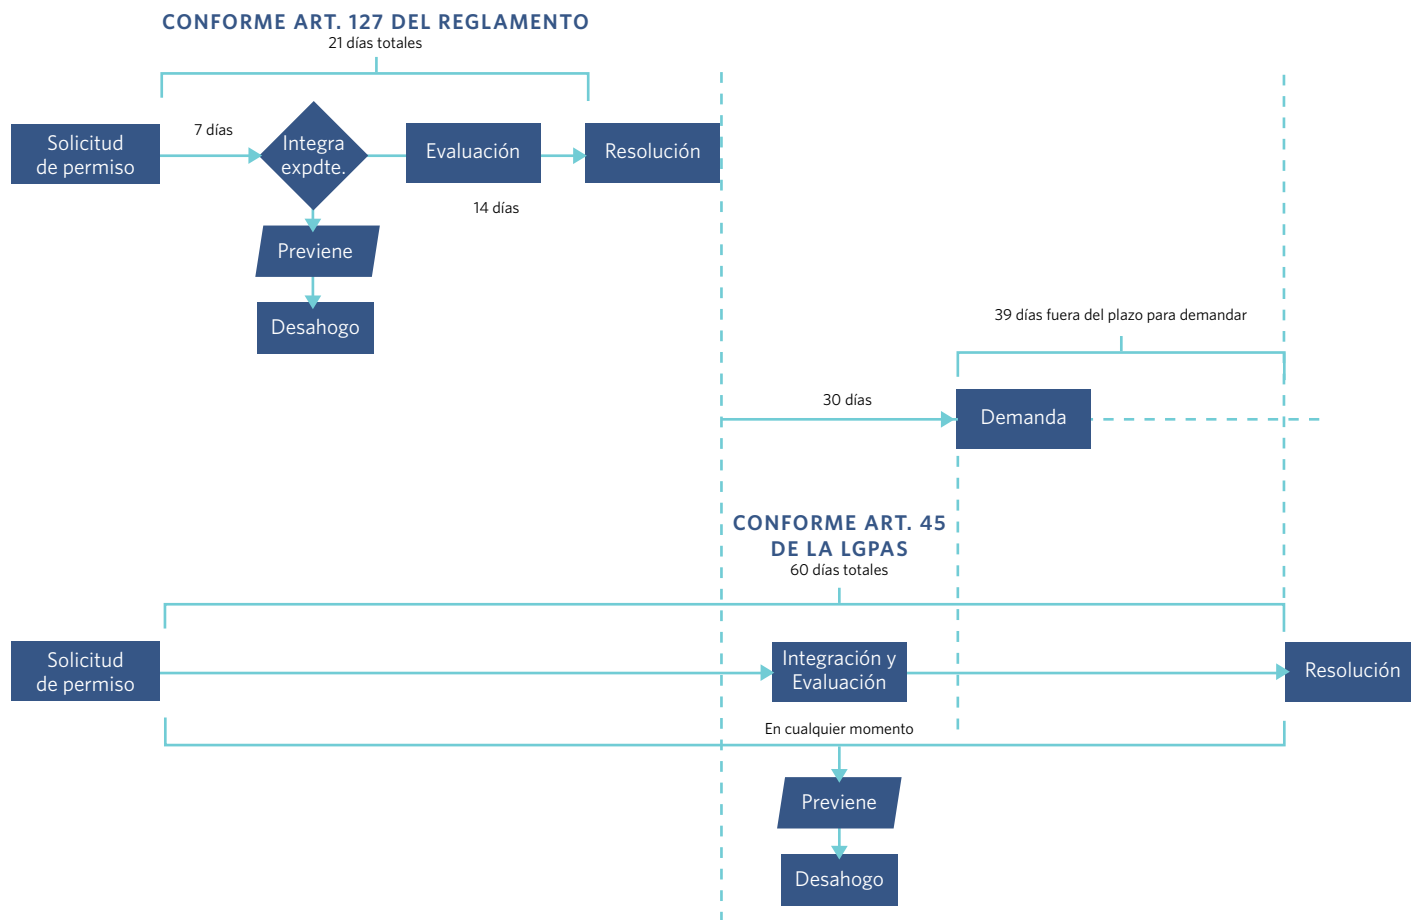 CONFORME ART. 127 DEL REGLAMENTO
21 días totales
Solicitud
de permiso
7 días
Integra
expdte.
Evaluación
Resolución
14 días
Previene
Desahogo
39 días fuera del plazo para demandar
30 días
Demanda
CONFORME ART. 45
DE LA LGPAS
60 días totales
Solicitud
de permiso
Integración y
Evaluación
Resolución
En cualquier momento
Previene
Desahogo